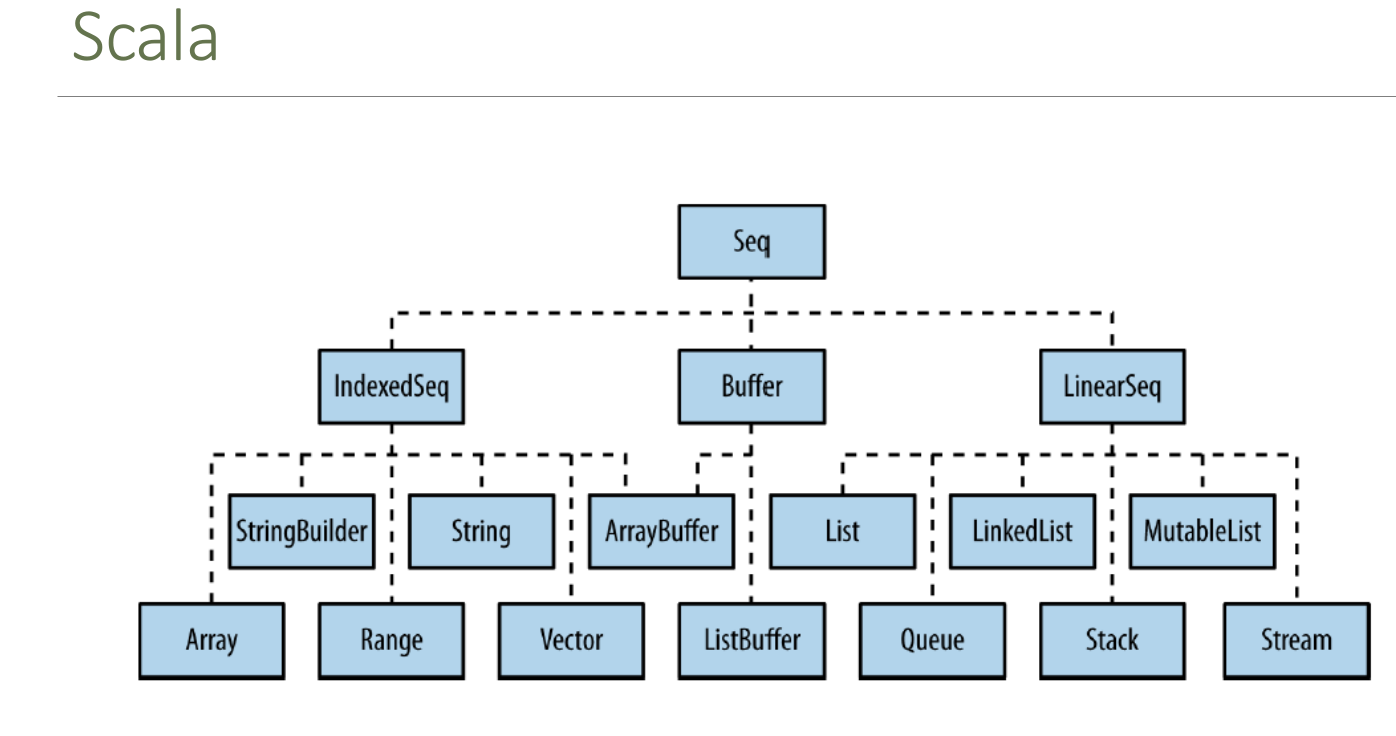 Scala
Seq
IndexedSeq
Buffer
LinearSeq
StringBuilder
String
ArrayBuffer
List
LinkedList
MutableList
Array
Range
Vector
ListBuffer
Queue
Stack
Stream